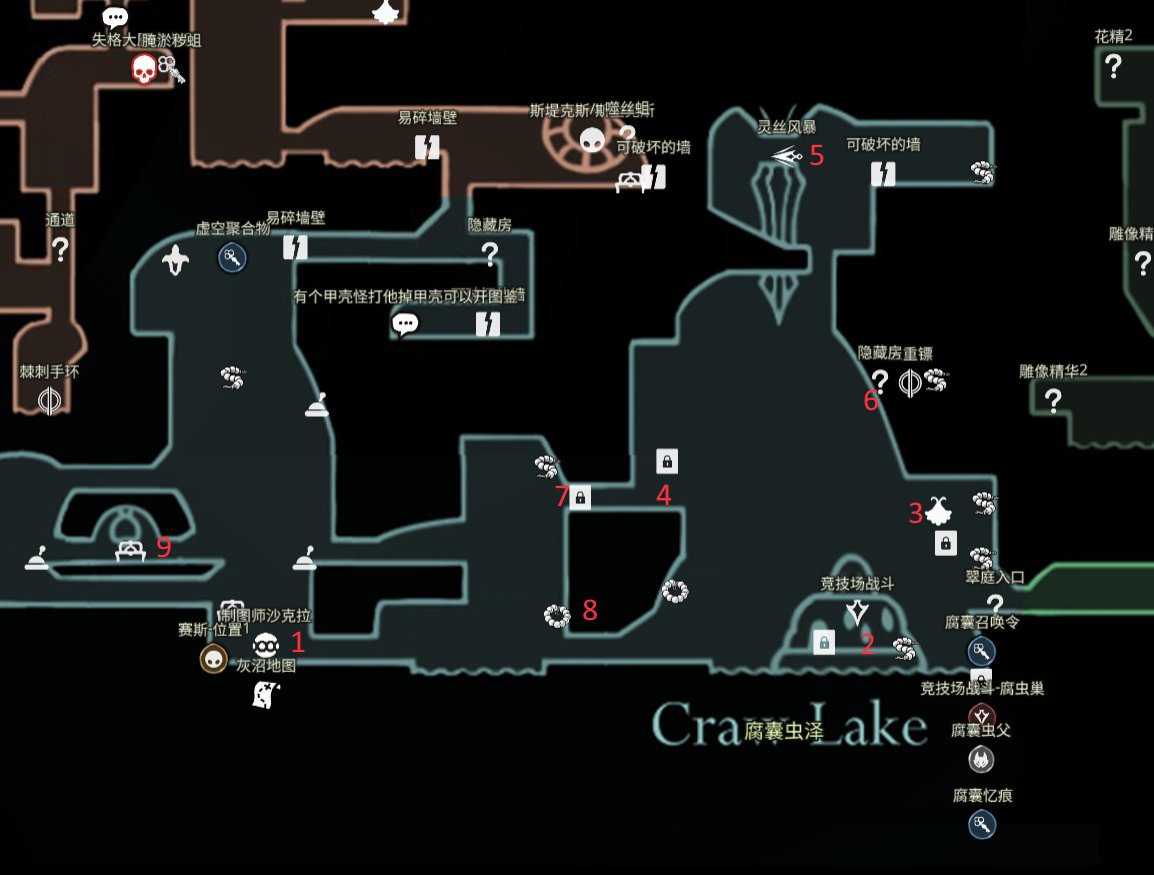 花精2
失格大厂腌淤秽蛆
斯堤克斯/斯噬丝蛆
易碎墙壁
灵丝风暴
5
可破坏的墙
可破坏的墙
通道
虚空聚合物
易碎墙壁
隐藏房
雕像精
有个甲壳怪打他掉甲壳可以开图鉴
墙
隐藏房重镖
6
棘刺手环
雕像精华2
7
4
3
9
竞技场战斗
翠庭入口
8
制图师沙克拉
腐囊召唤令
赛斯-位置1
1
2
灰沼地图
竞技场战斗-腐虫巢
Craw Lake
腐囊虫泽
腐囊虫父
腐囊忆痕